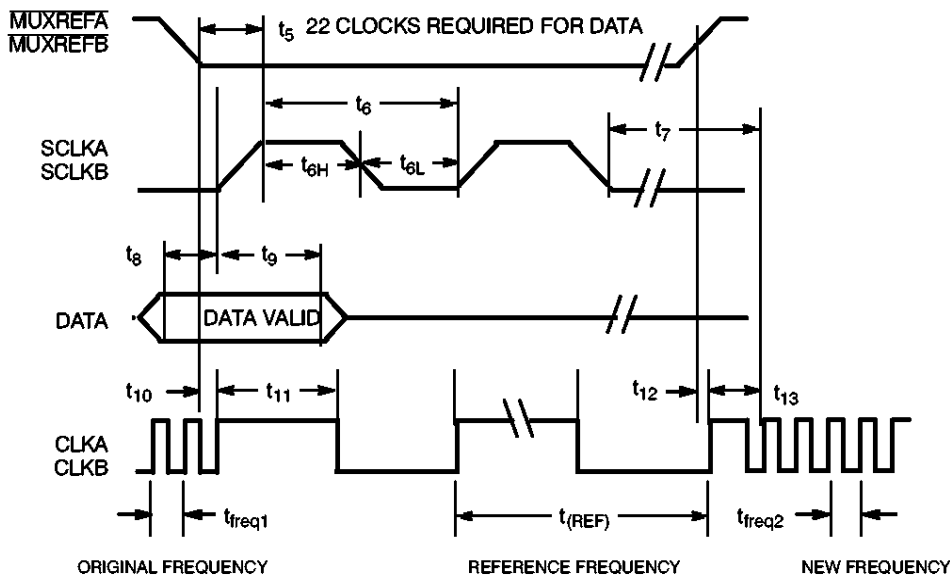 MUXREFA
MUXREFB
t5
22 CLOCKS REQUIRED FOR DATA
t6
t7
SCLKA
SCLKB
t6H
t6L
t8
t9
DATA
DATA VALID
t10
t11
t12
t13
CLKA
CLKB
tfreq1
t(REF)
tfreq2
ORIGINAL FREQUENCY
REFERENCE FREQUENCY
NEW FREQUENCY